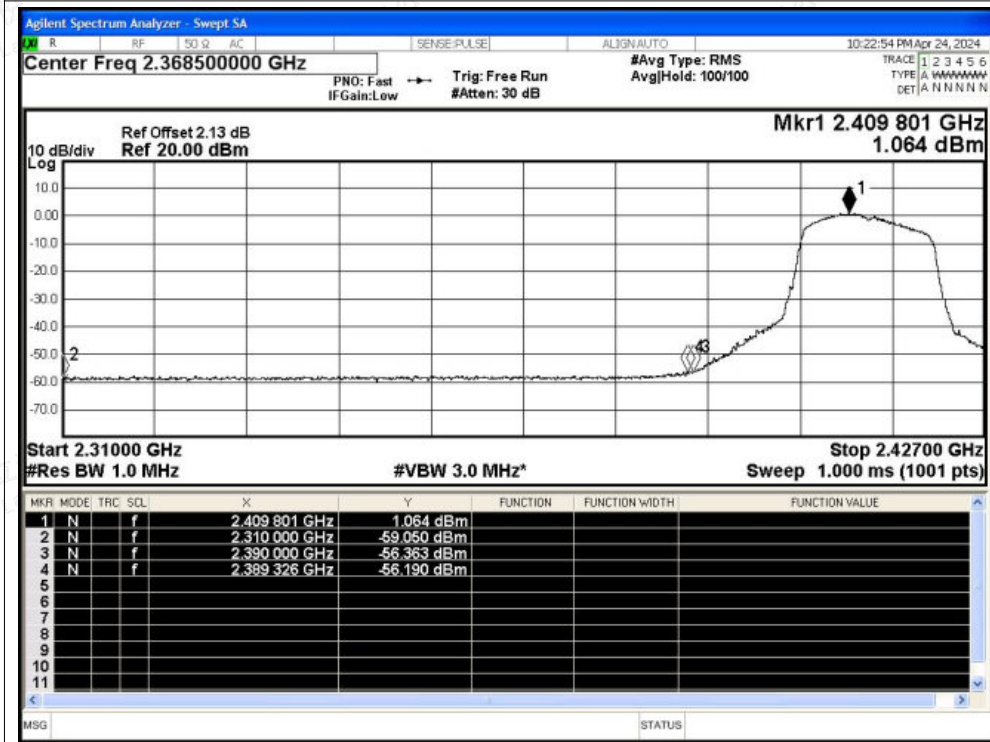 Agilent Spectrum Analyzer - Swept SA
LXI R RF 50 Ω AC SENSE:PULSE ALIGNAUTO 10:22:54 PM Apr 24, 2024
Center Freq 2.368500000 GHz #Avg Type: RMS TRACE 1 2 3 4 5 6
PNO: Fast Trig: Free Run Avg|Hold: 100/100 TYPE A WWWWW
IFGain:Low #Atten: 30 dB DET A N N N N N
Mkr1 2.409 801 GHz
Ref Offset 2.13 dB
10 dB/div Ref 20.00 dBm 1.064 dBm
Log
10.0
1
0.00
-10.0
-20.0
-30.0
-40.0
43
-50.0 2
-60.0
-70.0
Start 2.31000 GHz Stop 2.42700 GHz
#Res BW 1.0 MHz #VBW 3.0 MHz* Sweep 1.000 ms (1001 pts)
MKR MODE TRC SCL X Y FUNCTION FUNCTION WIDTH FUNCTION VALUE
1 N f 2.409 801 GHz 1.064 dBm
2 N f 2.310 000 GHz -59.050 dBm
3 N f 2.390 000 GHz -56.363 dBm
4 N f 2.389 326 GHz -56.190 dBm
5
6
7
8
9
10
11
MSG STATUS